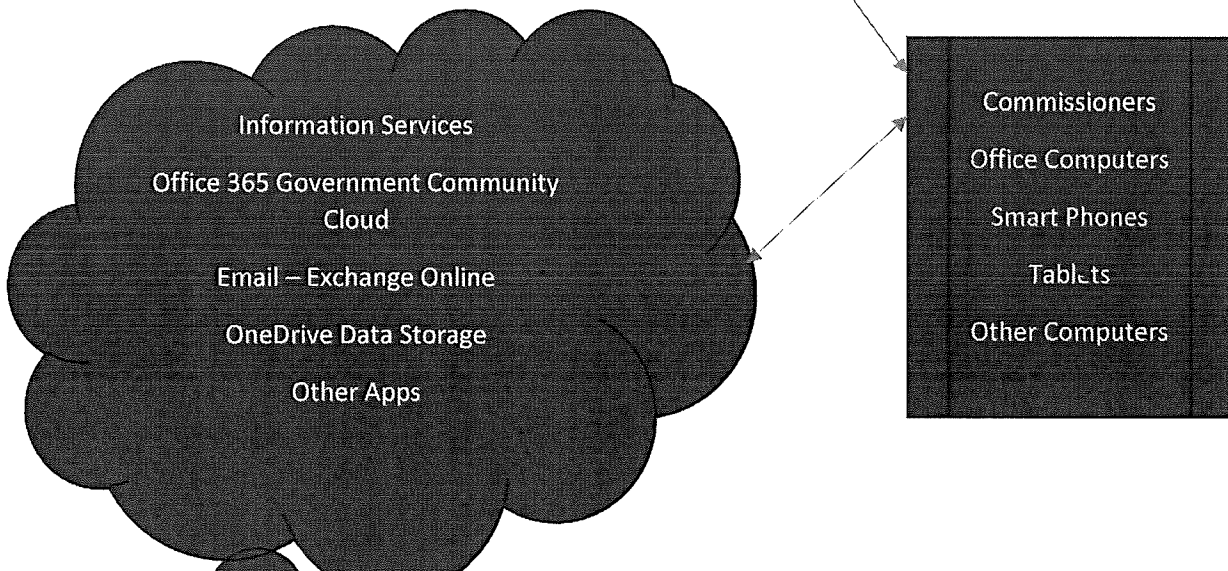 Information Services
Office 365 Government Community
Cloud
Email – Exchange Online
OneDrive Data Storage
Other Apps
Commissioners
Office Computers
Smart Phones
Tablets
Other Computers